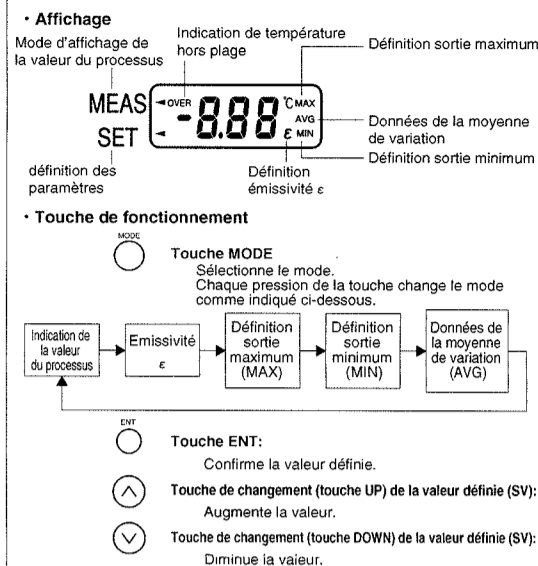 ・Affichage
Mode d'affichage de
la valeur du processus
Indication de température
hors plage
Définition sortie maximum
MEAS
SET
OVER
-8.88
℃ MAX
AVG
ε MIN
Données de la moyenne
de variation
Définition sortie minimum
définition des
paramètres
Définition
émissivité ε
・Touche de fonctionnement
MODE
Touche MODE
Sélectionne le mode.
Chaque pression de la touche change le mode
comme indiqué ci-dessous.
Indication de
la valeur
du processus
Emissivité
ε
Définition
sortie
maximum
(MAX)
Définition
sortie
minimum
(MIN)
Données de
la moyenne
de variation
(AVG)
ENT
Touche ENT:
Confirme la valeur définie.
Touche de changement (touche UP) de la valeur définie (SV):
Augmente la valeur.
Touche de changement (touche DOWN) de la valeur définie (SV):
Diminue la valeur.